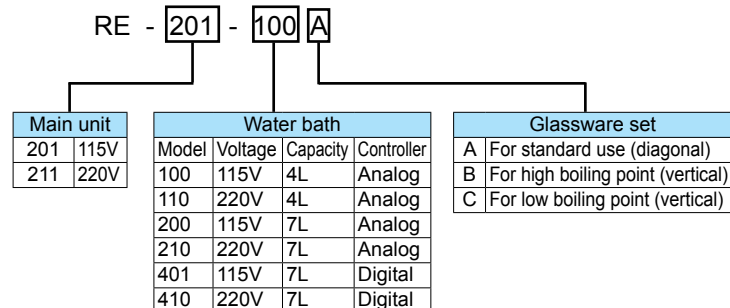 RE - 201 - 100 A
Main unit
201 115V
211 220V
Water bath
Model Voltage Capacity Controller
100 115V 4L Analog
110 220V 4L Analog
200 115V 7L Analog
210 220V 7L Analog
401 115V 7L Digital
410 220V 7L Digital
Glassware set
A For standard use (diagonal)
B For high boiling point (vertical)
C For low boiling point (vertical)